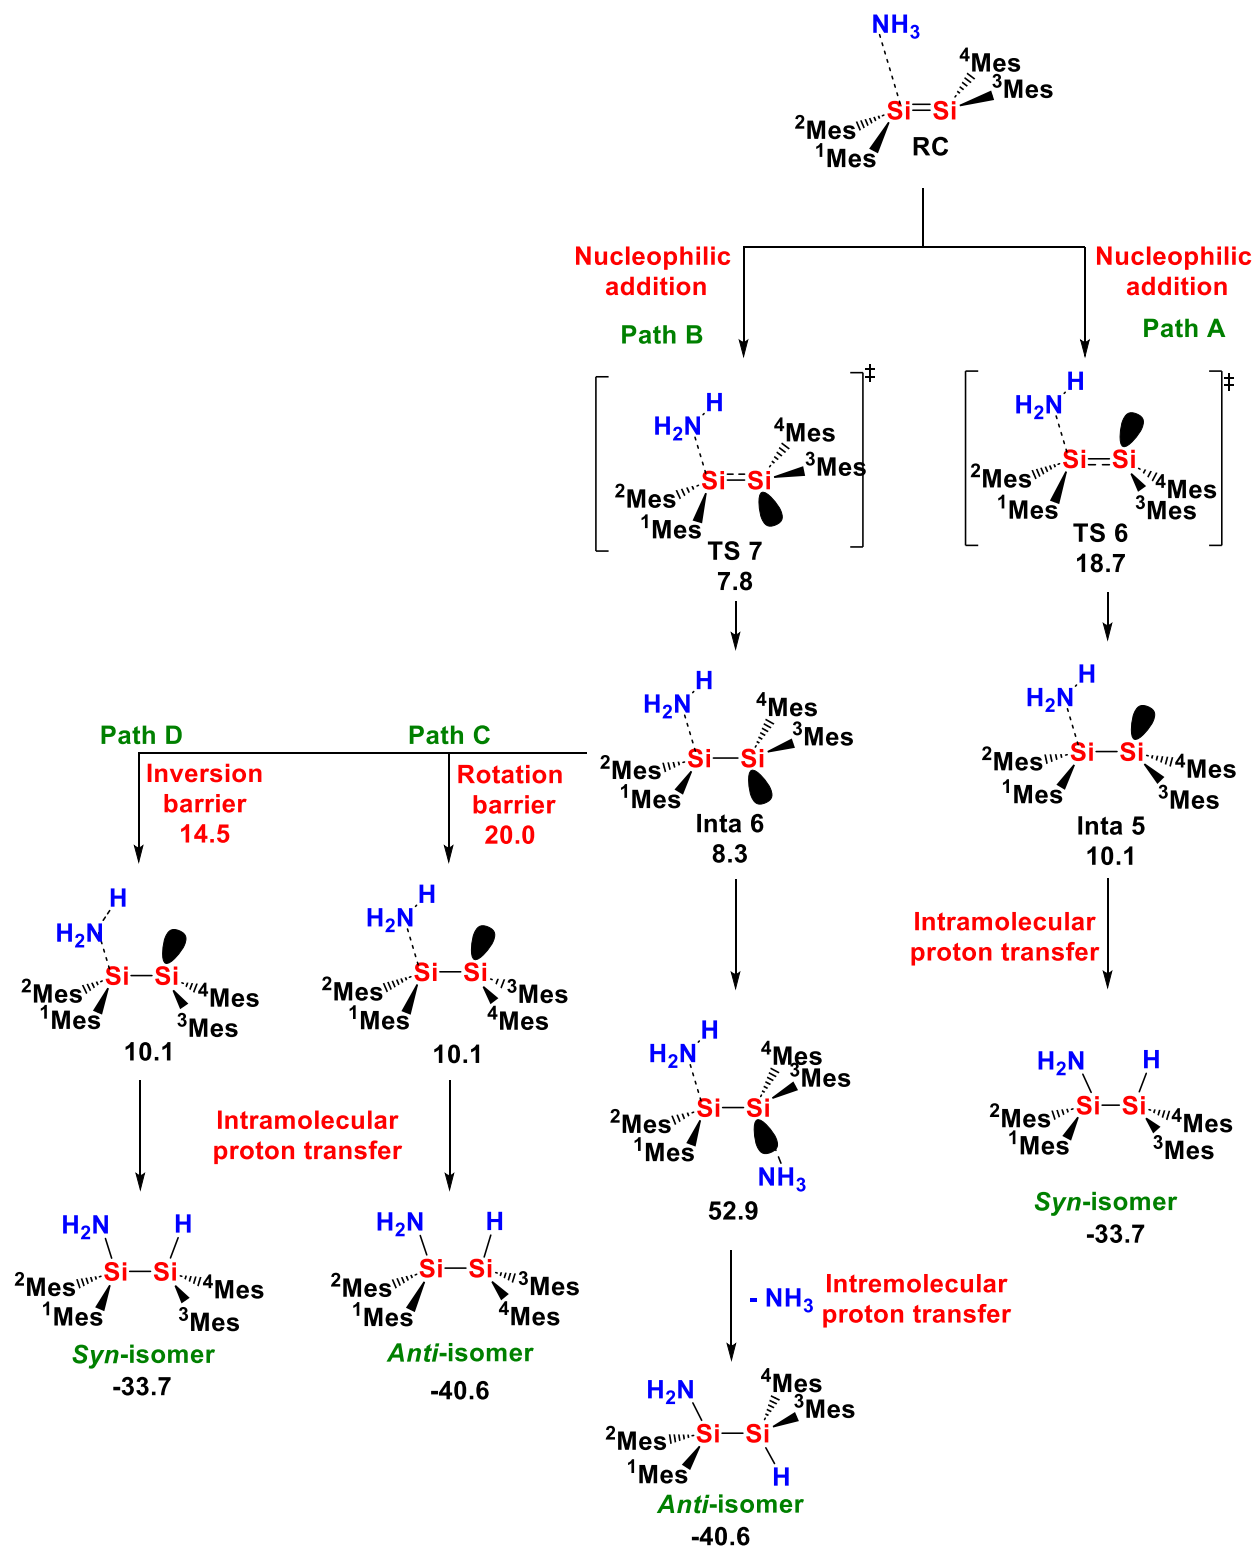 NH3
4Mes
3Mes
Si Si
2Mes
1Mes
RC
Nucleophilic
addition
Path B
Nucleophilic
addition
Path A
‡
H
H2N
4Mes
3Mes
Si Si
2Mes
1Mes
TS 7
7.8
‡
H
H2N
Si Si
2Mes
1Mes
4Mes
3Mes
TS 6
18.7
H
H2N
4Mes
3Mes
Si Si
2Mes
1Mes
Inta 6
8.3
H
H2N
Si Si
2Mes
1Mes
4Mes
3Mes
Inta 5
10.1
Path D
Inversion
barrier
14.5
Path C
Rotation
barrier
20.0
H
H2N
Si Si
2Mes
1Mes
4Mes
3Mes
10.1
H
H2N
Si Si
2Mes
1Mes
3Mes
4Mes
10.1
Intramolecular
proton transfer
H
H2N
4Mes
3Mes
Si Si
2Mes
1Mes
NH3
52.9
Intramolecular
proton transfer
H2N
H
Si Si
2Mes
1Mes
4Mes
3Mes
Syn-isomer
-33.7
H2N
H
Si Si
2Mes
1Mes
4Mes
3Mes
Syn-isomer
-33.7
H2N
H
Si Si
2Mes
1Mes
3Mes
4Mes
Anti-isomer
-40.6
- NH3
Intremolecular
proton transfer
H2N
4Mes
3Mes
Si Si
2Mes
1Mes
H
Anti-isomer
-40.6